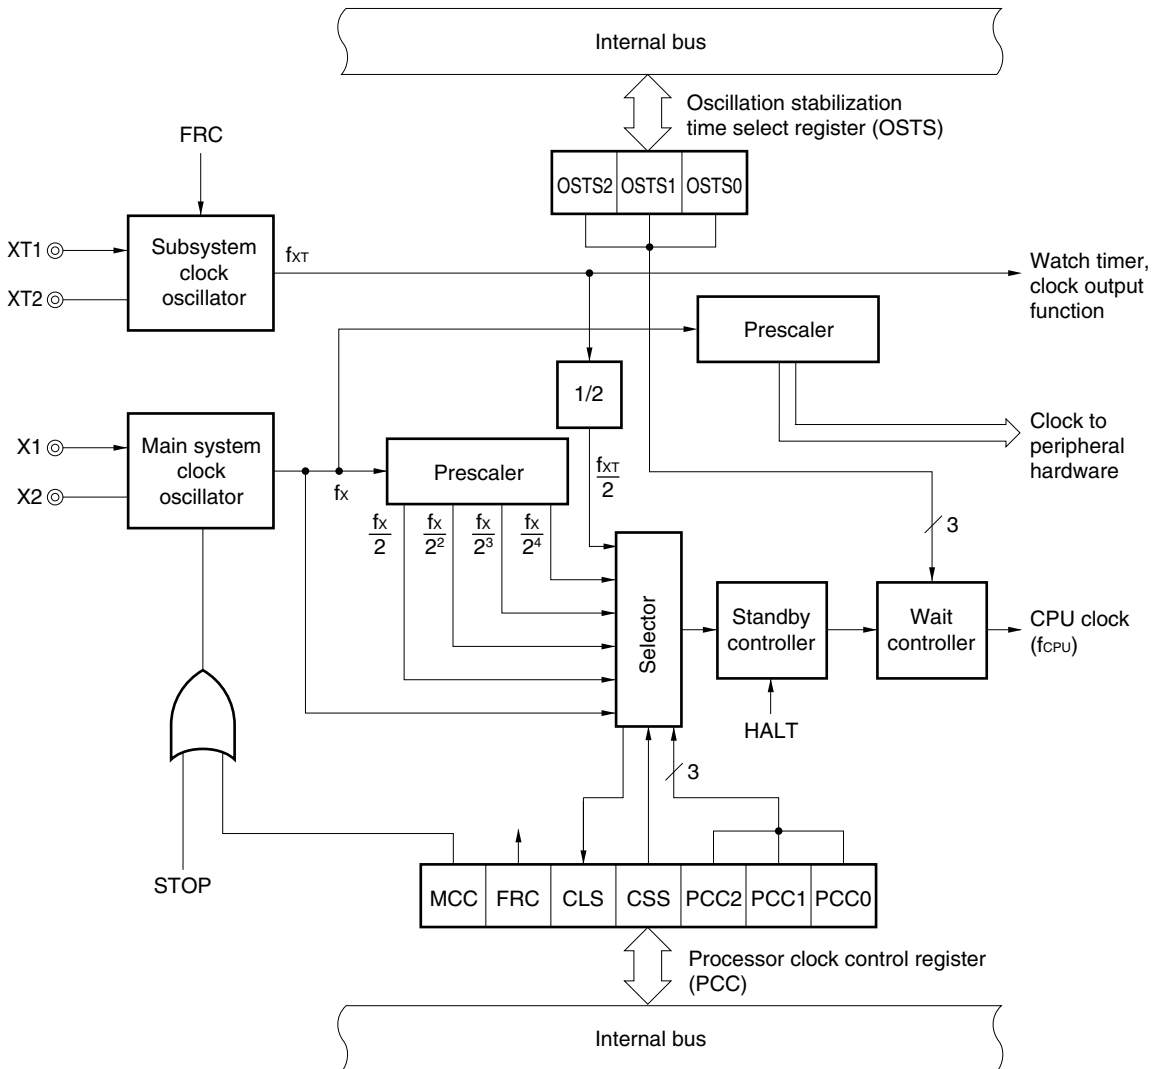 Internal bus
Oscillation stabilization
time select register (OSTS)
FRC
OSTS2 OSTS1 OSTS0
XT1
XT2
Subsystem
clock
oscillator
fXT
Watch timer,
clock output
function
Prescaler
1/2
X1
X2
Main system
clock
oscillator
fX
Prescaler
fXT/2
Clock to
peripheral
hardware
fX/2 fX/2² fX/2³ fX/2⁴
3
Selector
Standby
controller
Wait
controller
CPU clock
(fCPU)
HALT
3
STOP
MCC FRC CLS CSS PCC2 PCC1 PCC0
Processor clock control register
(PCC)
Internal bus